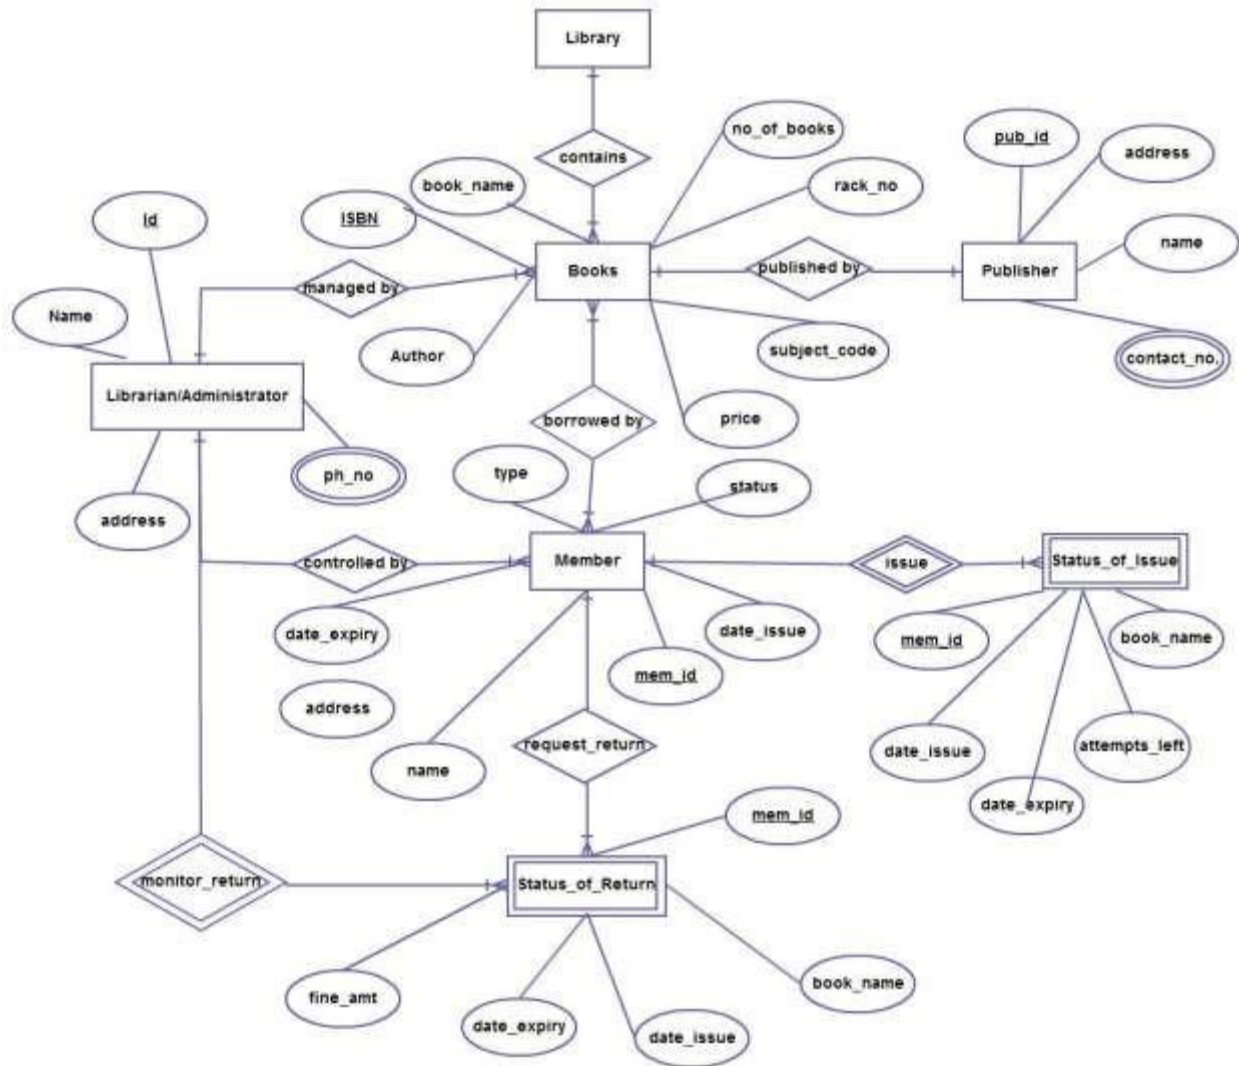 Library
no_of_books
pub_id
contains
address
book_name
rack_no
Id
ISBN
name
managed by
Books
published by
Publisher
Name
Author
subject_code
contact_no.
Librarian/Administrator
borrowed by
price
type
status
ph_no
address
controlled by
Member
issue
Status_of_Issue
date_expiry
date_issue
mem_id
book_name
mem_id
address
request_return
date_issue
attempts_left
name
date_expiry
mem_id
monitor_return
Status_of_Return
book_name
fine_amt
date_expiry
date_issue